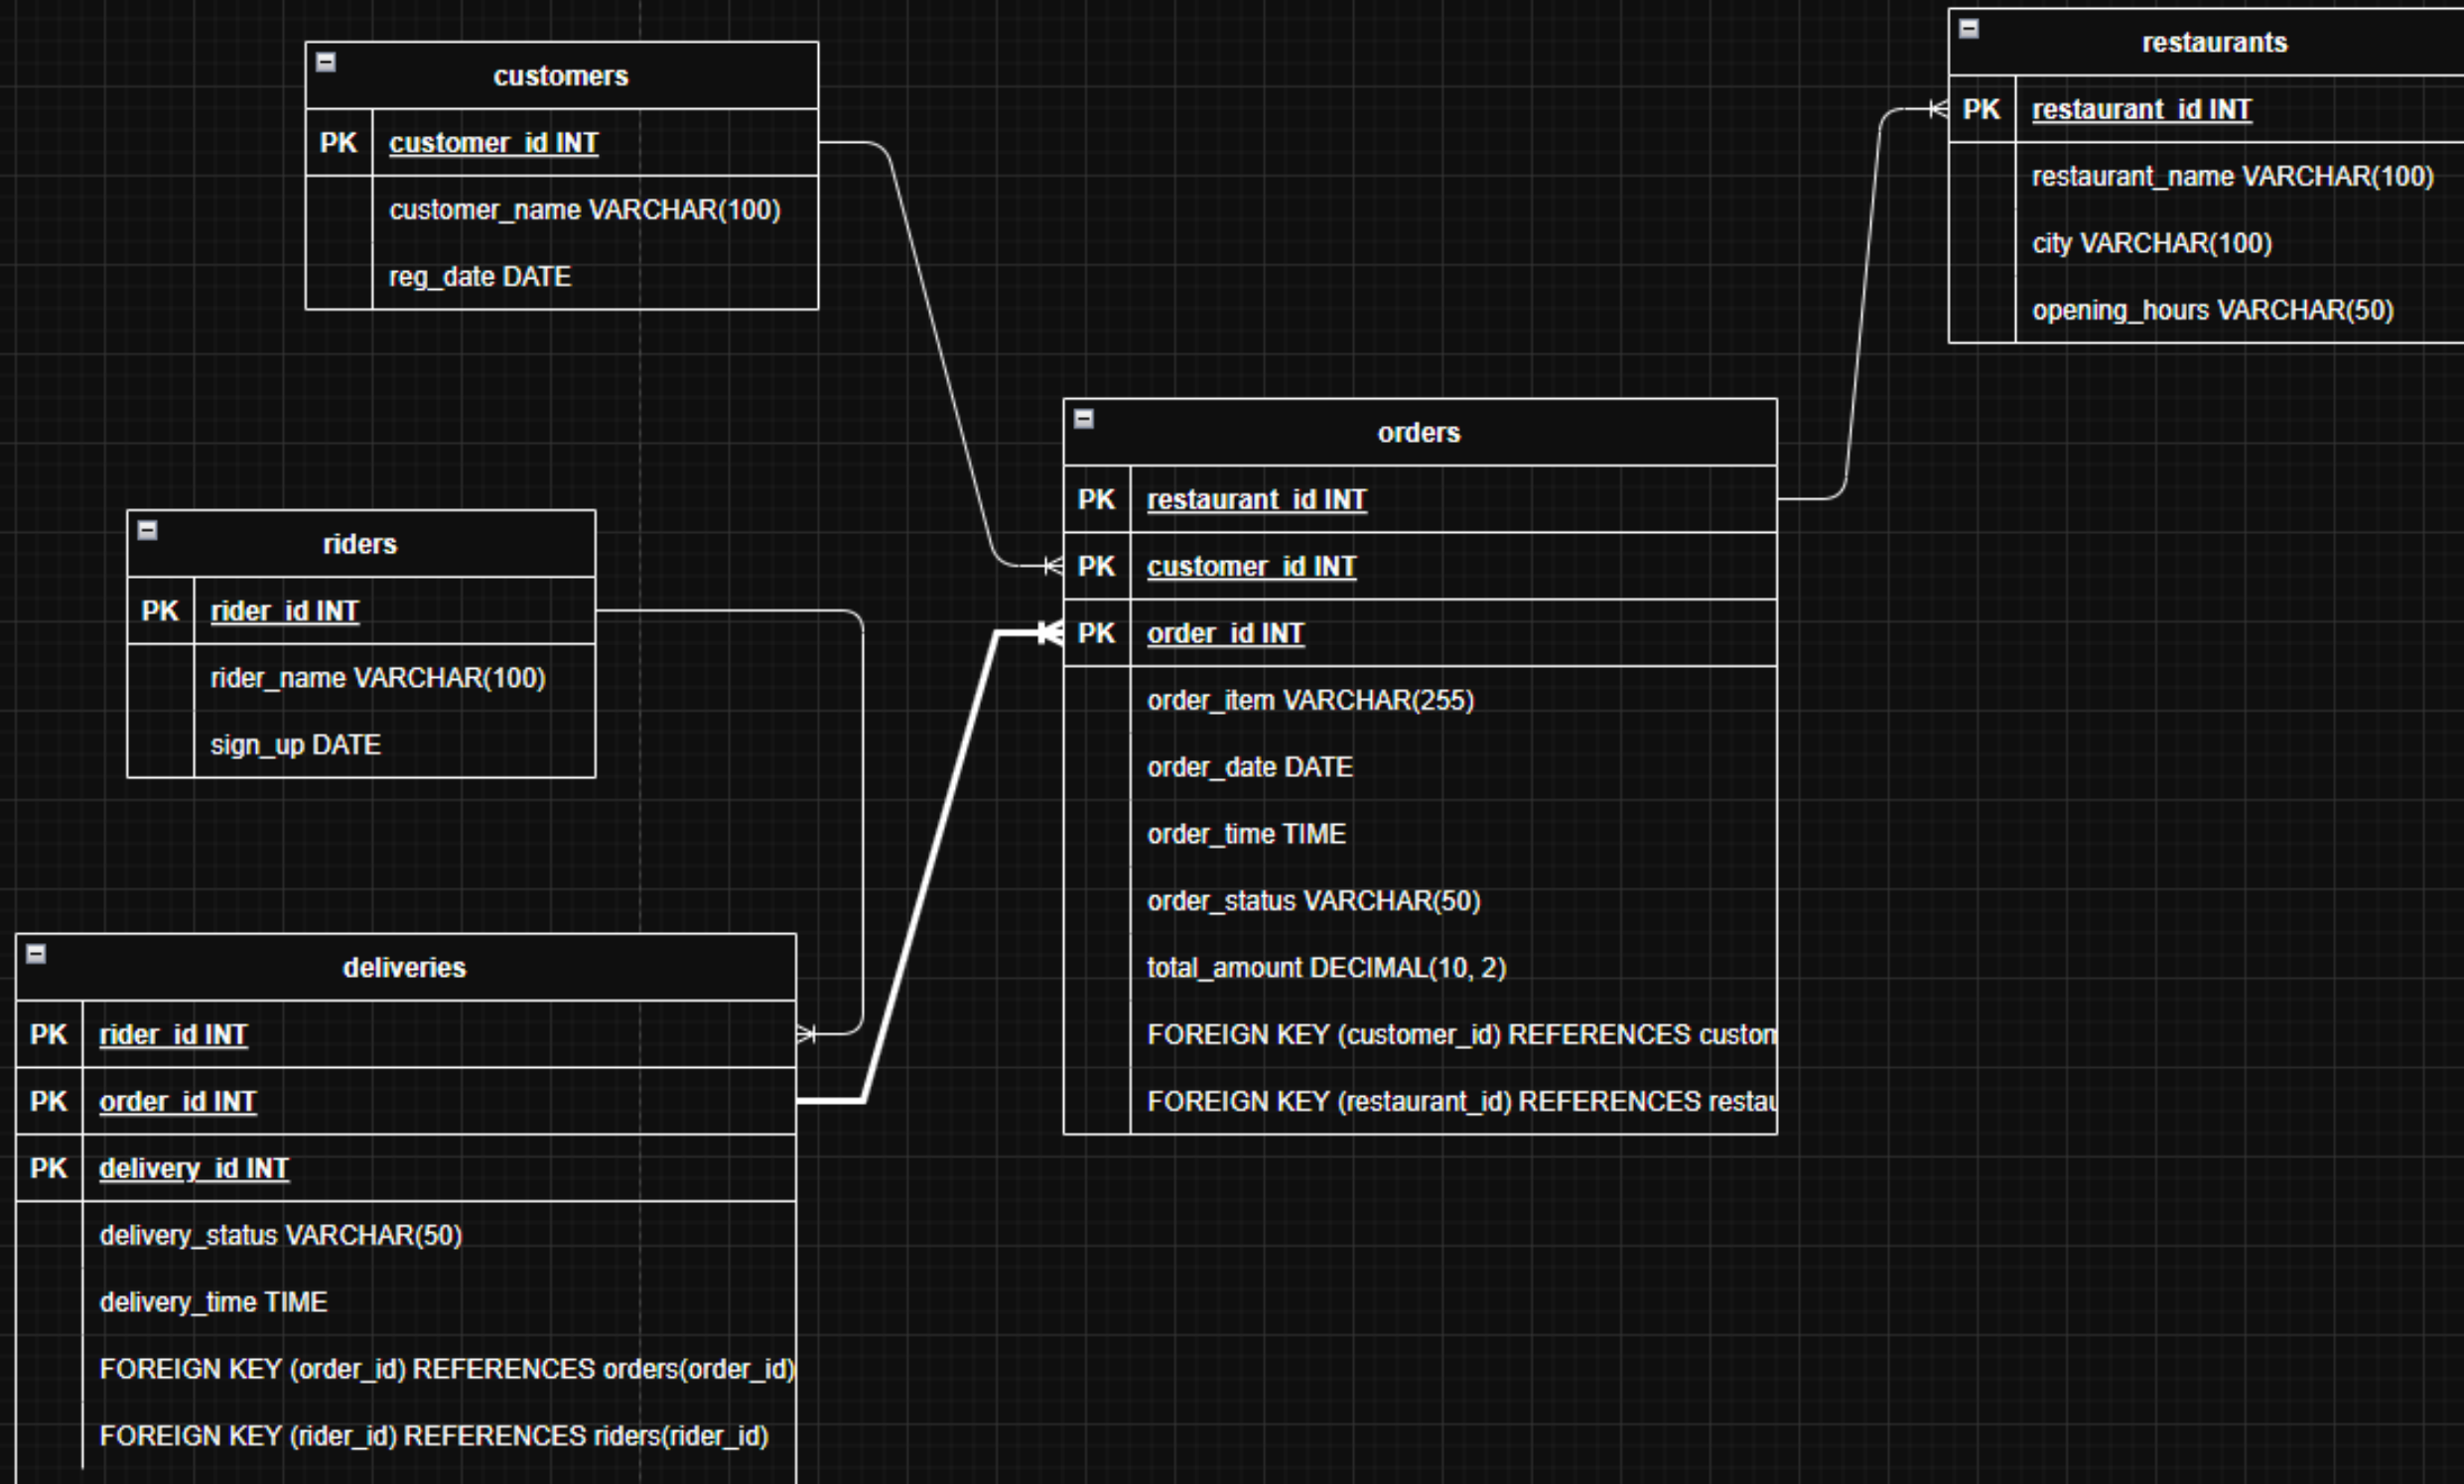 customers
PK customer_id INT
customer_name VARCHAR(100)
reg_date DATE
restaurants
PK restaurant_id INT
restaurant_name VARCHAR(100)
city VARCHAR(100)
opening_hours VARCHAR(50)
riders
PK rider_id INT
rider_name VARCHAR(100)
sign_up DATE
orders
PK restaurant_id INT
PK customer_id INT
PK order_id INT
order_item VARCHAR(255)
order_date DATE
order_time TIME
order_status VARCHAR(50)
total_amount DECIMAL(10, 2)
FOREIGN KEY (customer_id) REFERENCES
FOREIGN KEY (restaurant_id) REFERENCES restau
deliveries
PK rider_id INT
PK order_id INT
PK delivery_id INT
delivery_status VARCHAR(50)
delivery_time TIME
FOREIGN KEY (order_id) REFERENCES orders(order_id)
FOREIGN KEY (rider_id) REFERENCES riders(rider_id)